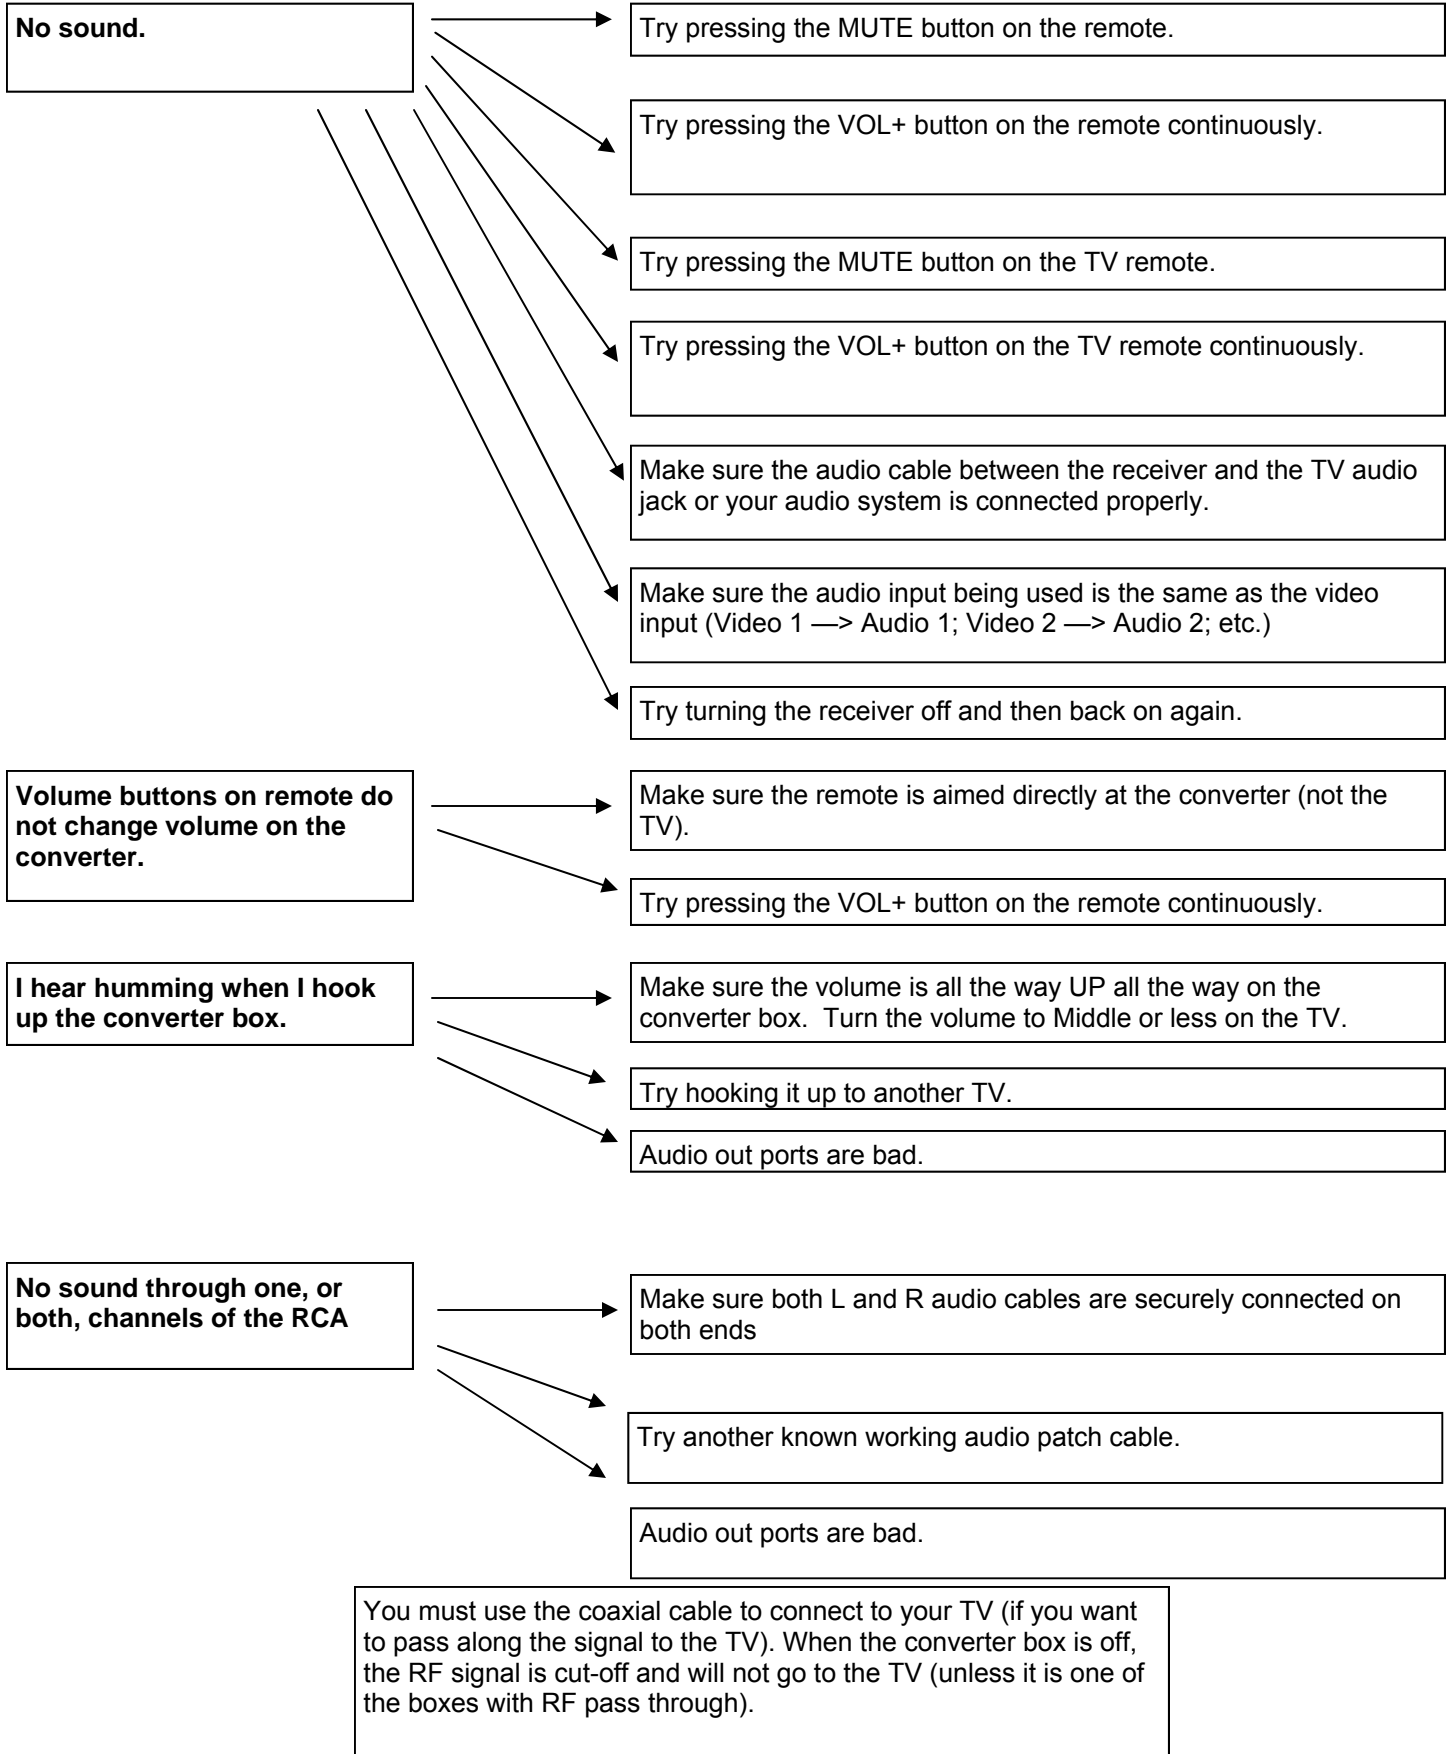 No sound.
Try pressing the MUTE button on the remote.
Try pressing the VOL+ button on the remote continuously.
Try pressing the MUTE button on the TV remote.
Try pressing the VOL+ button on the TV remote continuously.
Make sure the audio cable between the receiver and the TV audio
jack or your audio system is connected properly.
Make sure the audio input being used is the same as the video
input (Video 1 —> Audio 1; Video 2 —> Audio 2; etc.)
Try turning the receiver off and then back on again.
Volume buttons on remote do
not change volume on the
converter.
Make sure the remote is aimed directly at the converter (not the
TV).
Try pressing the VOL+ button on the remote continuously.
I hear humming when I hook
up the converter box.
Make sure the volume is all the way UP all the way on the
converter box.  Turn the volume to Middle or less on the TV.
Try hooking it up to another TV.
Audio out ports are bad.
No sound through one, or
both, channels of the RCA
Make sure both L and R audio cables are securely connected on
both ends
Try another known working audio patch cable.
Audio out ports are bad.
You must use the coaxial cable to connect to your TV (if you want
to pass along the signal to the TV). When the converter box is off,
the RF signal is cut-off and will not go to the TV (unless it is one of
the boxes with RF pass through).